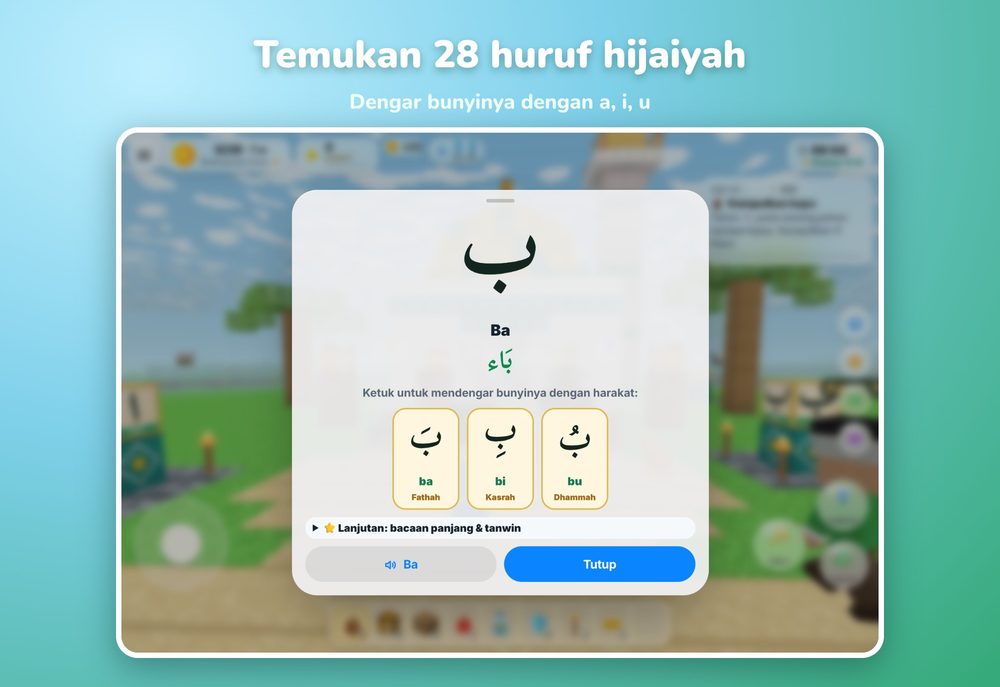 Temukan 28 huruf hijaiyah
Dengar bunyinya dengan a, i, u
ب
Ba
بَاء
Ketuk untuk mendengar bunyinya dengan harakat:
بَ بِ بُ
ba bi bu
Fathah Kasrah Dhammah
▶ ⭐ Lanjutan: bacaan panjang & tanwin
Ba Tutup